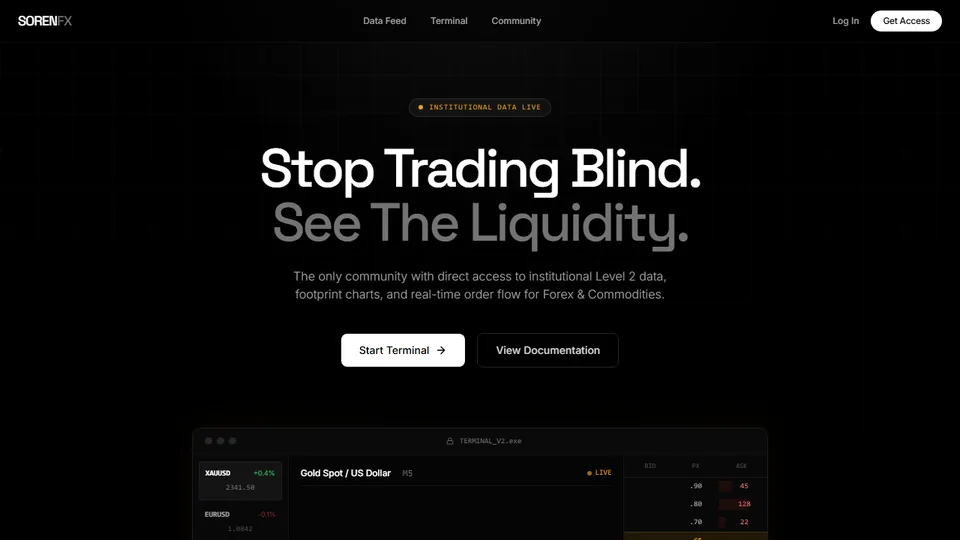 SORENFX
Data Feed
Terminal
Community
Log In
Get Access
INSTITUTIONAL DATA LIVE
Stop Trading Blind.
See The Liquidity.
The only community with direct access to institutional Level 2 data,
footprint charts, and real-time order flow for Forex & Commodities.
Start Terminal →
View Documentation
TERMINAL_V2.exe
XAUUSD +0.4%
2341.50
EURUSD -0.1%
1.0842
Gold Spot / US Dollar M5
LIVE
BID PX ASK
.90 45
.80 128
.70 22